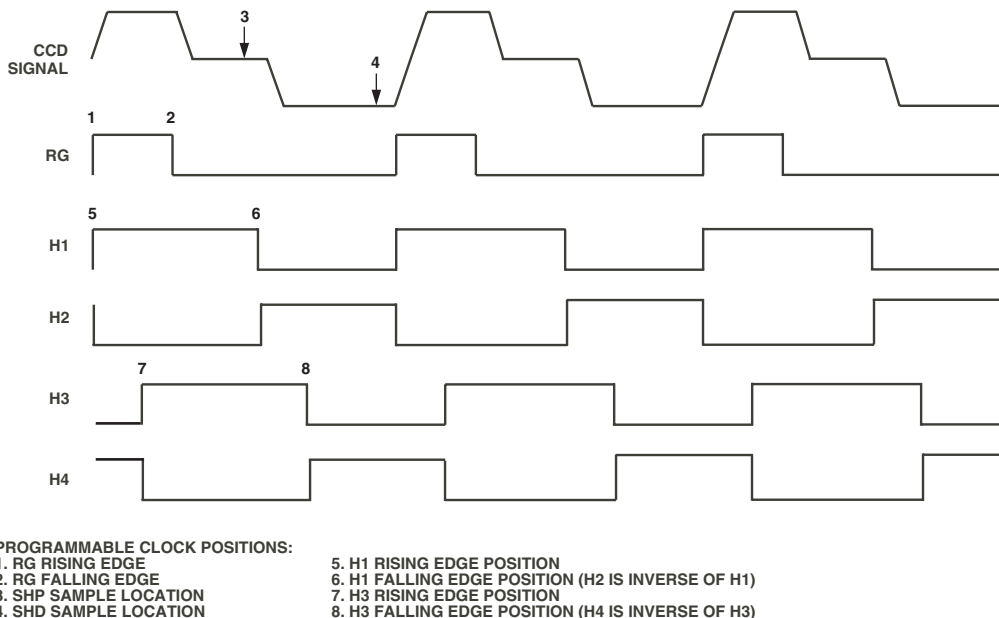 3
CCD
SIGNAL
4
1 2
RG
5 6
H1
H2
7 8
H3
H4
PROGRAMMABLE CLOCK POSITIONS:
1. RG RISING EDGE
2. RG FALLING EDGE
3. SHP SAMPLE LOCATION
4. SHD SAMPLE LOCATION
5. H1 RISING EDGE POSITION
6. H1 FALLING EDGE POSITION (H2 IS INVERSE OF H1)
7. H3 RISING EDGE POSITION
8. H3 FALLING EDGE POSITION (H4 IS INVERSE OF H3)